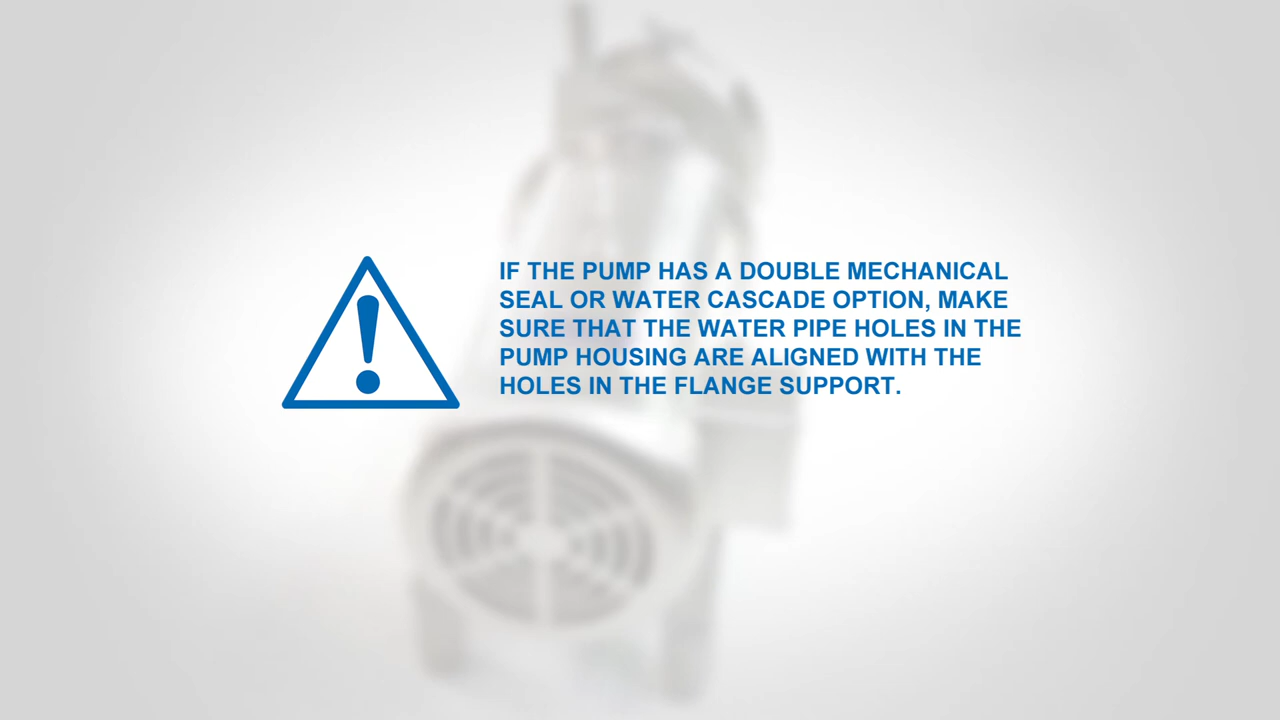 IF THE PUMP HAS A DOUBLE MECHANICAL
SEAL OR WATER CASCADE OPTION, MAKE
SURE THAT THE WATER PIPE HOLES IN THE
PUMP HOUSING ARE ALIGNED WITH THE
HOLES IN THE FLANGE SUPPORT.